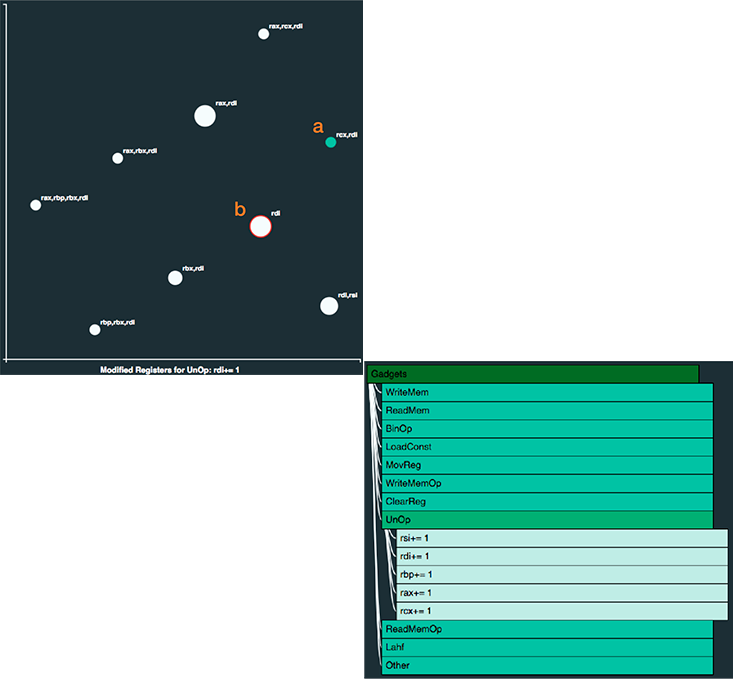 rax,rcx,rdi
rax,rdi
a
rcx,rdi
rax,rbx,rdi
rax,rbp,rbx,rdi
b
rdi
rbx,rdi
rdi,rsi
rbp,rbx,rdi
Modified Registers for UnOp: rdi+= 1
Gadgets
WriteMem
ReadMem
BinOp
LoadConst
MovReg
WriteMemOp
ClearReg
UnOp
rsi+= 1
rdi+= 1
rbp+= 1
rax+= 1
rcx+= 1
ReadMemOp
Lahf
Other